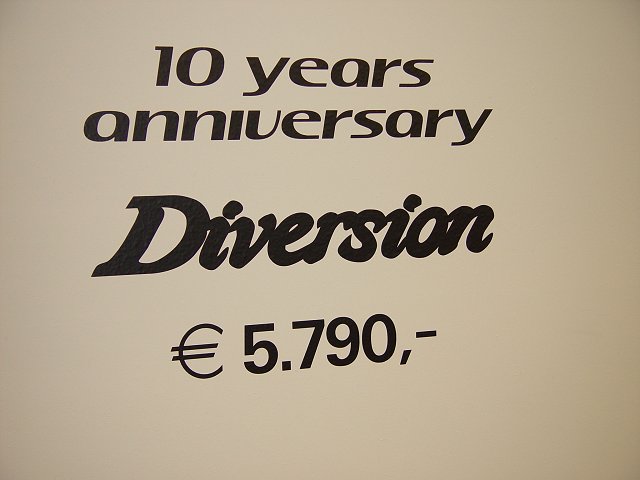 10 years
anniversary
Diversion
€ 5.790,-